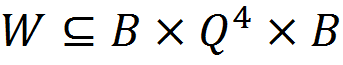 W ⊆ B × Q⁴ × B